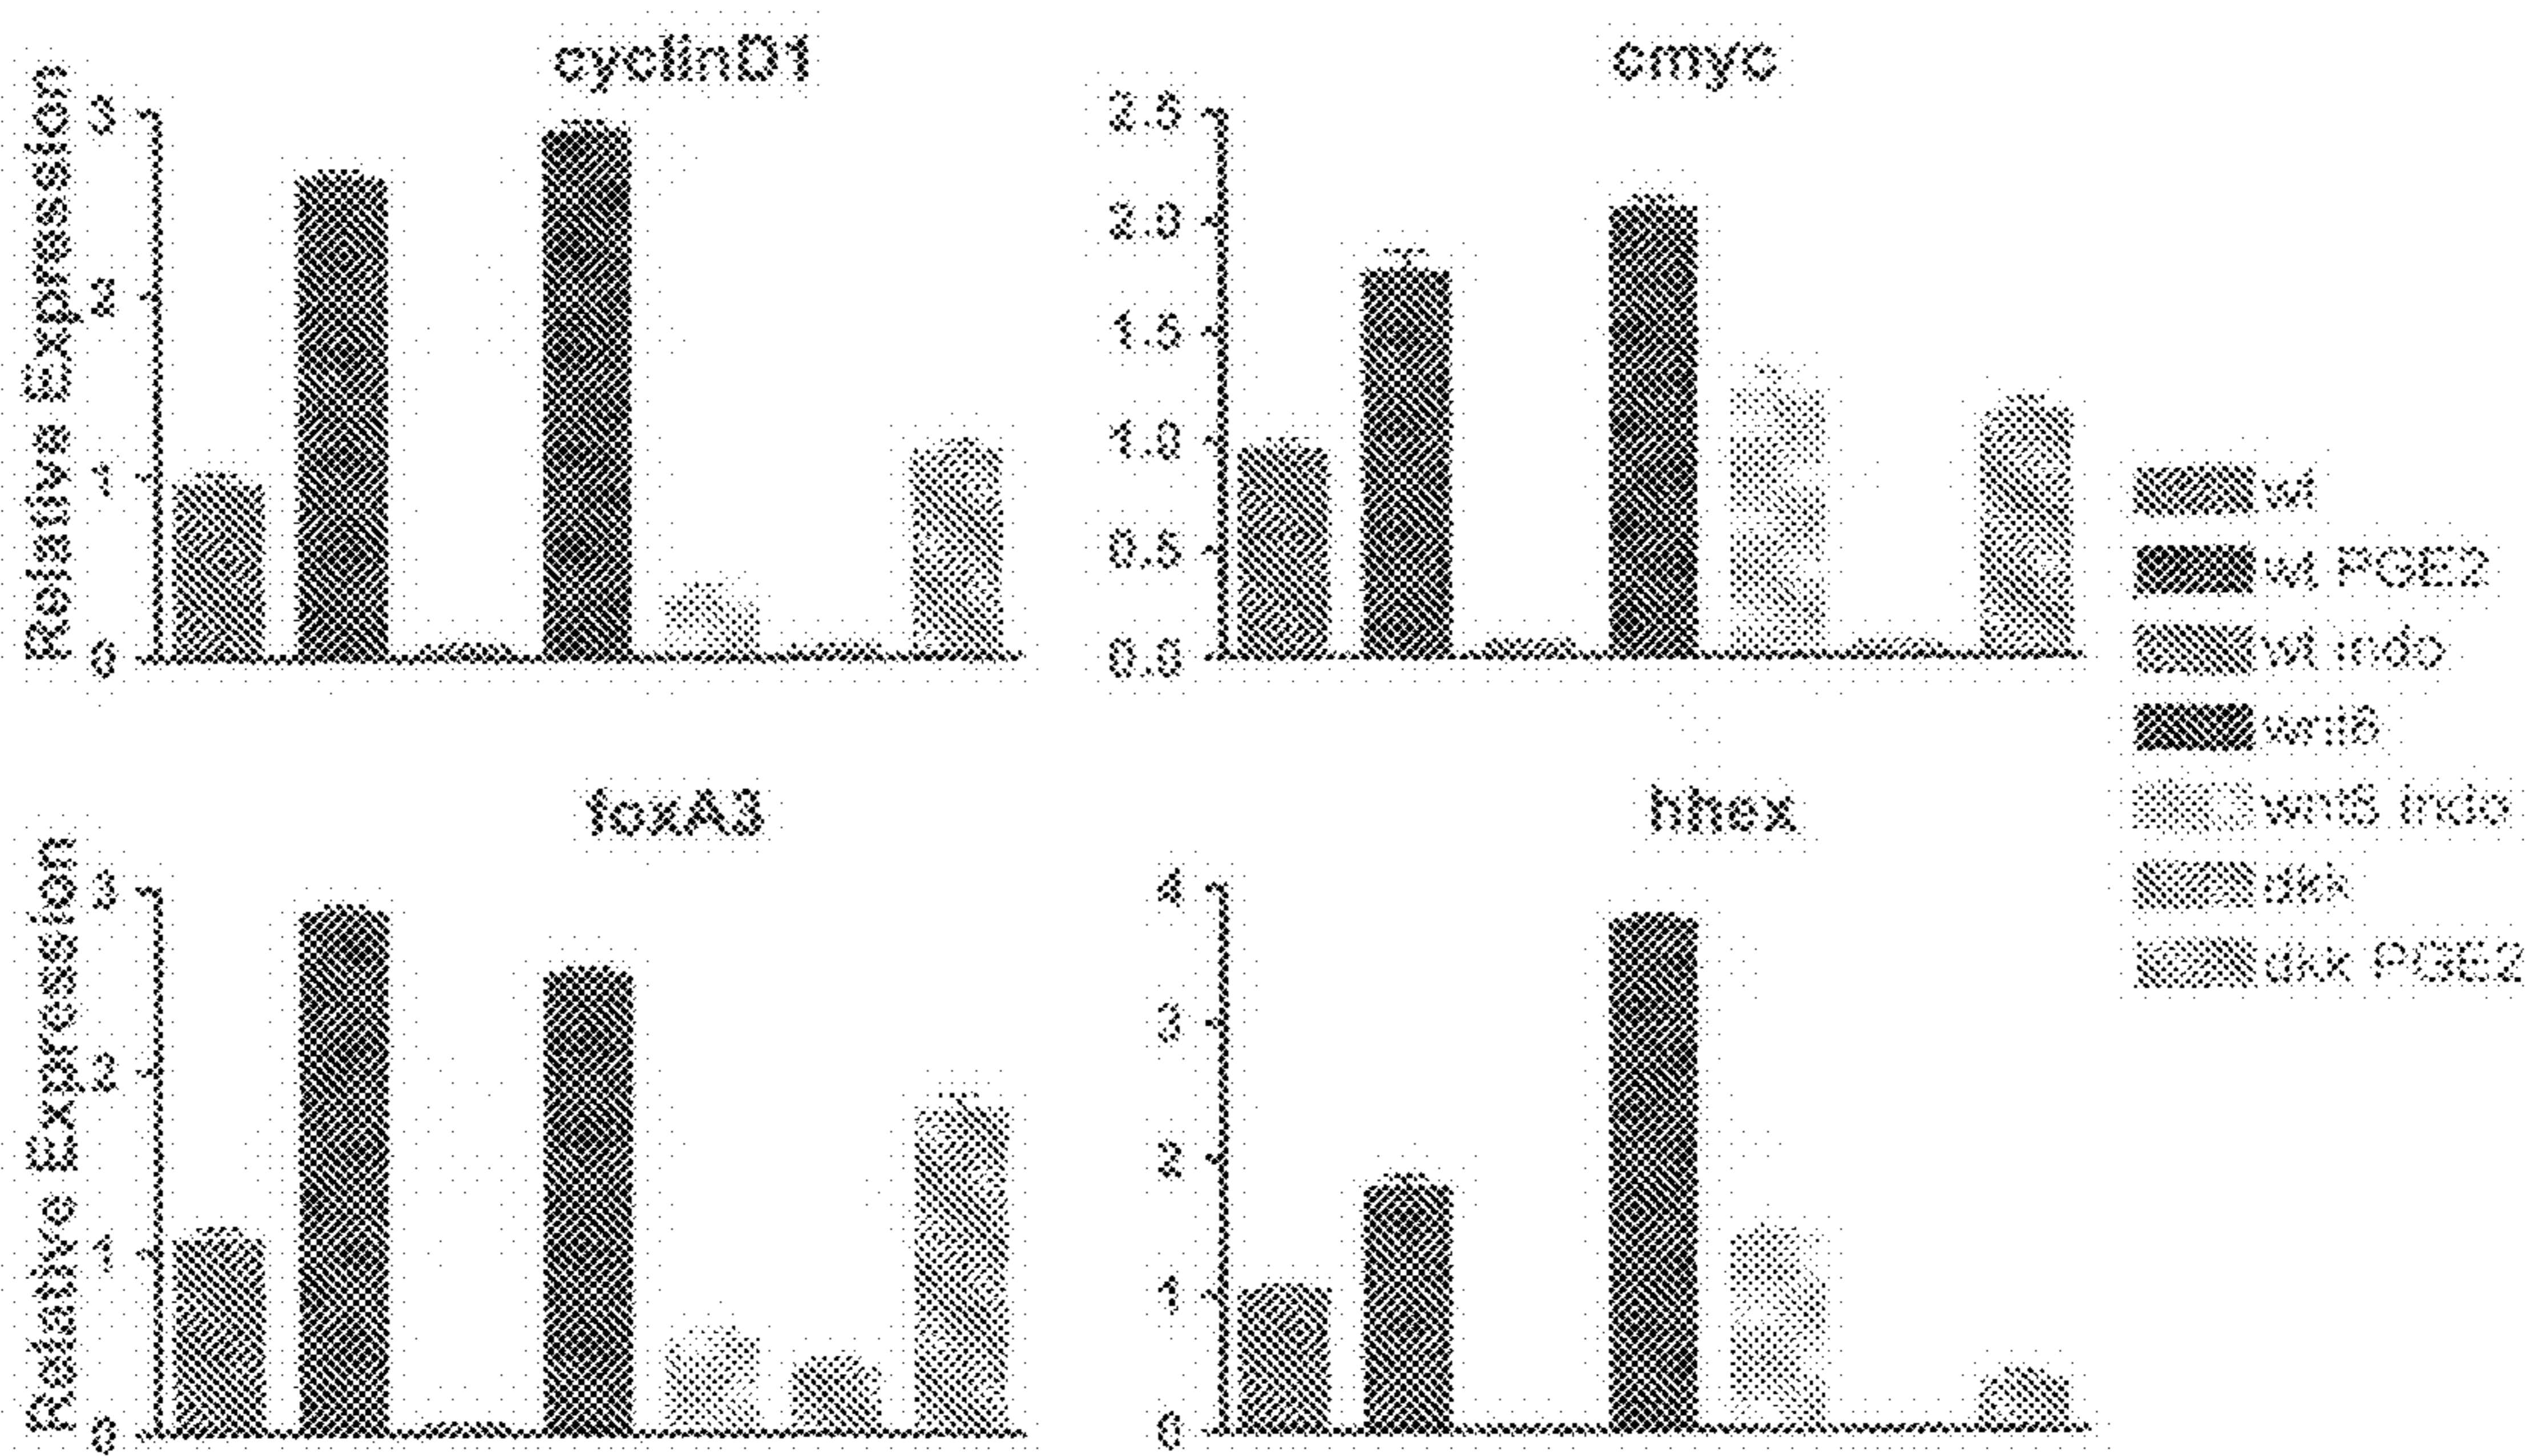 cyclinD1
Relative Expression
3
2
1
0
cmyc
2.5
2.0
1.5
1.0
0.5
0.0
wt
wt PGE2
wt indo
wnt8
wnt8 indo
dkk
dkk PGE2
foxA3
Relative Expression
3
2
1
0
hhex
4
3
2
1
0